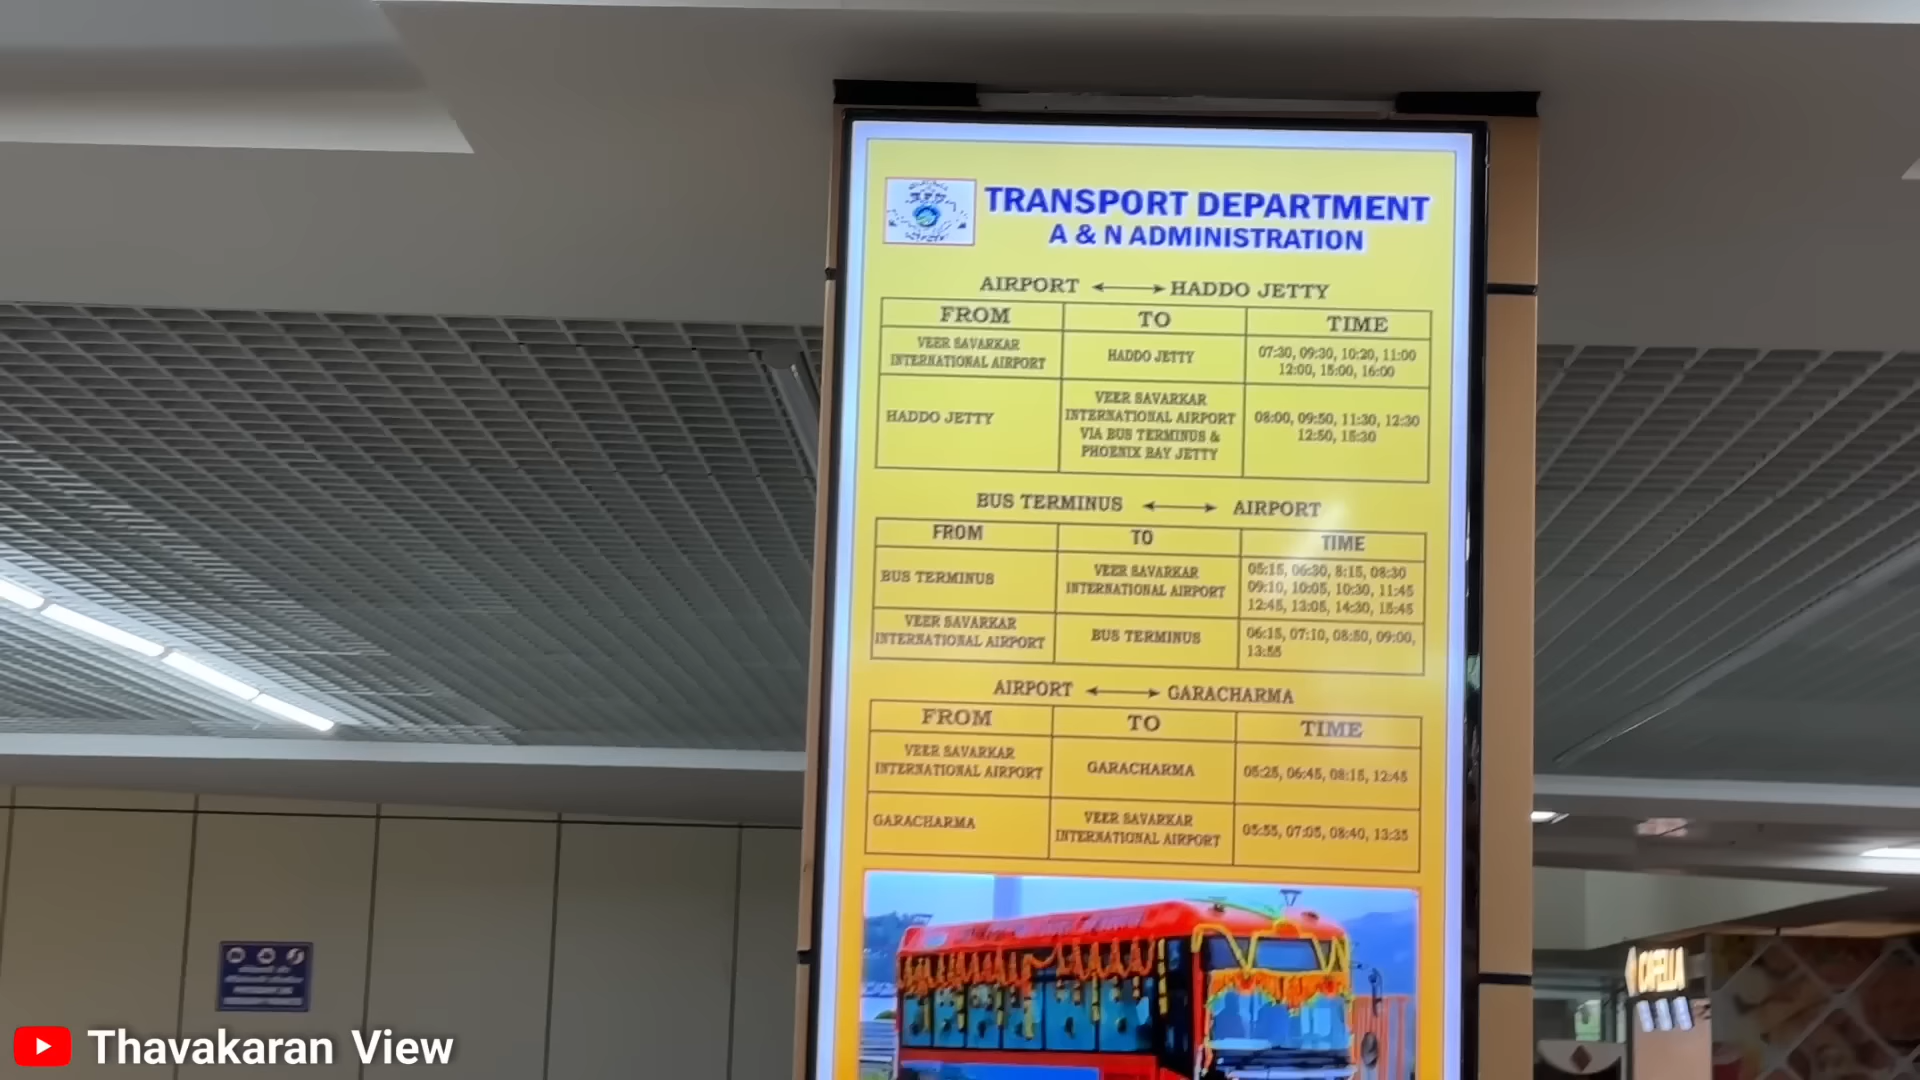 TRANSPORT DEPARTMENT
A & N ADMINISTRATION
AIRPORT ←→ HADDO JETTY
FROM TO TIME
VEER SAVARKAR
INTERNATIONAL AIRPORT
HADDO JETTY
07:30, 09:30, 10:20, 11:00
12:00, 15:00, 16:00
HADDO JETTY
VEER SAVARKAR
INTERNATIONAL AIRPORT
VIA BUS TERMINUS &
PHOENIX BAY JETTY
08:00, 09:50, 11:30, 12:30
12:50, 15:30
BUS TERMINUS ←→ AIRPORT
FROM TO TIME
BUS TERMINUS
VEER SAVARKAR
INTERNATIONAL AIRPORT
05:15, 06:30, 8:15, 08:30
09:10, 10:05, 10:30, 11:45
12:45, 13:05, 14:30, 15:45
VEER SAVARKAR
INTERNATIONAL AIRPORT
BUS TERMINUS
06:15, 07:10, 08:50, 09:00,
13:55
AIRPORT ←→ GARACHARMA
FROM TO TIME
VEER SAVARKAR
INTERNATIONAL AIRPORT
GARACHARMA
05:25, 06:45, 08:15, 12:45
GARACHARMA
VEER SAVARKAR
INTERNATIONAL AIRPORT
05:55, 07:05, 08:40, 13:35
Thavakaran View